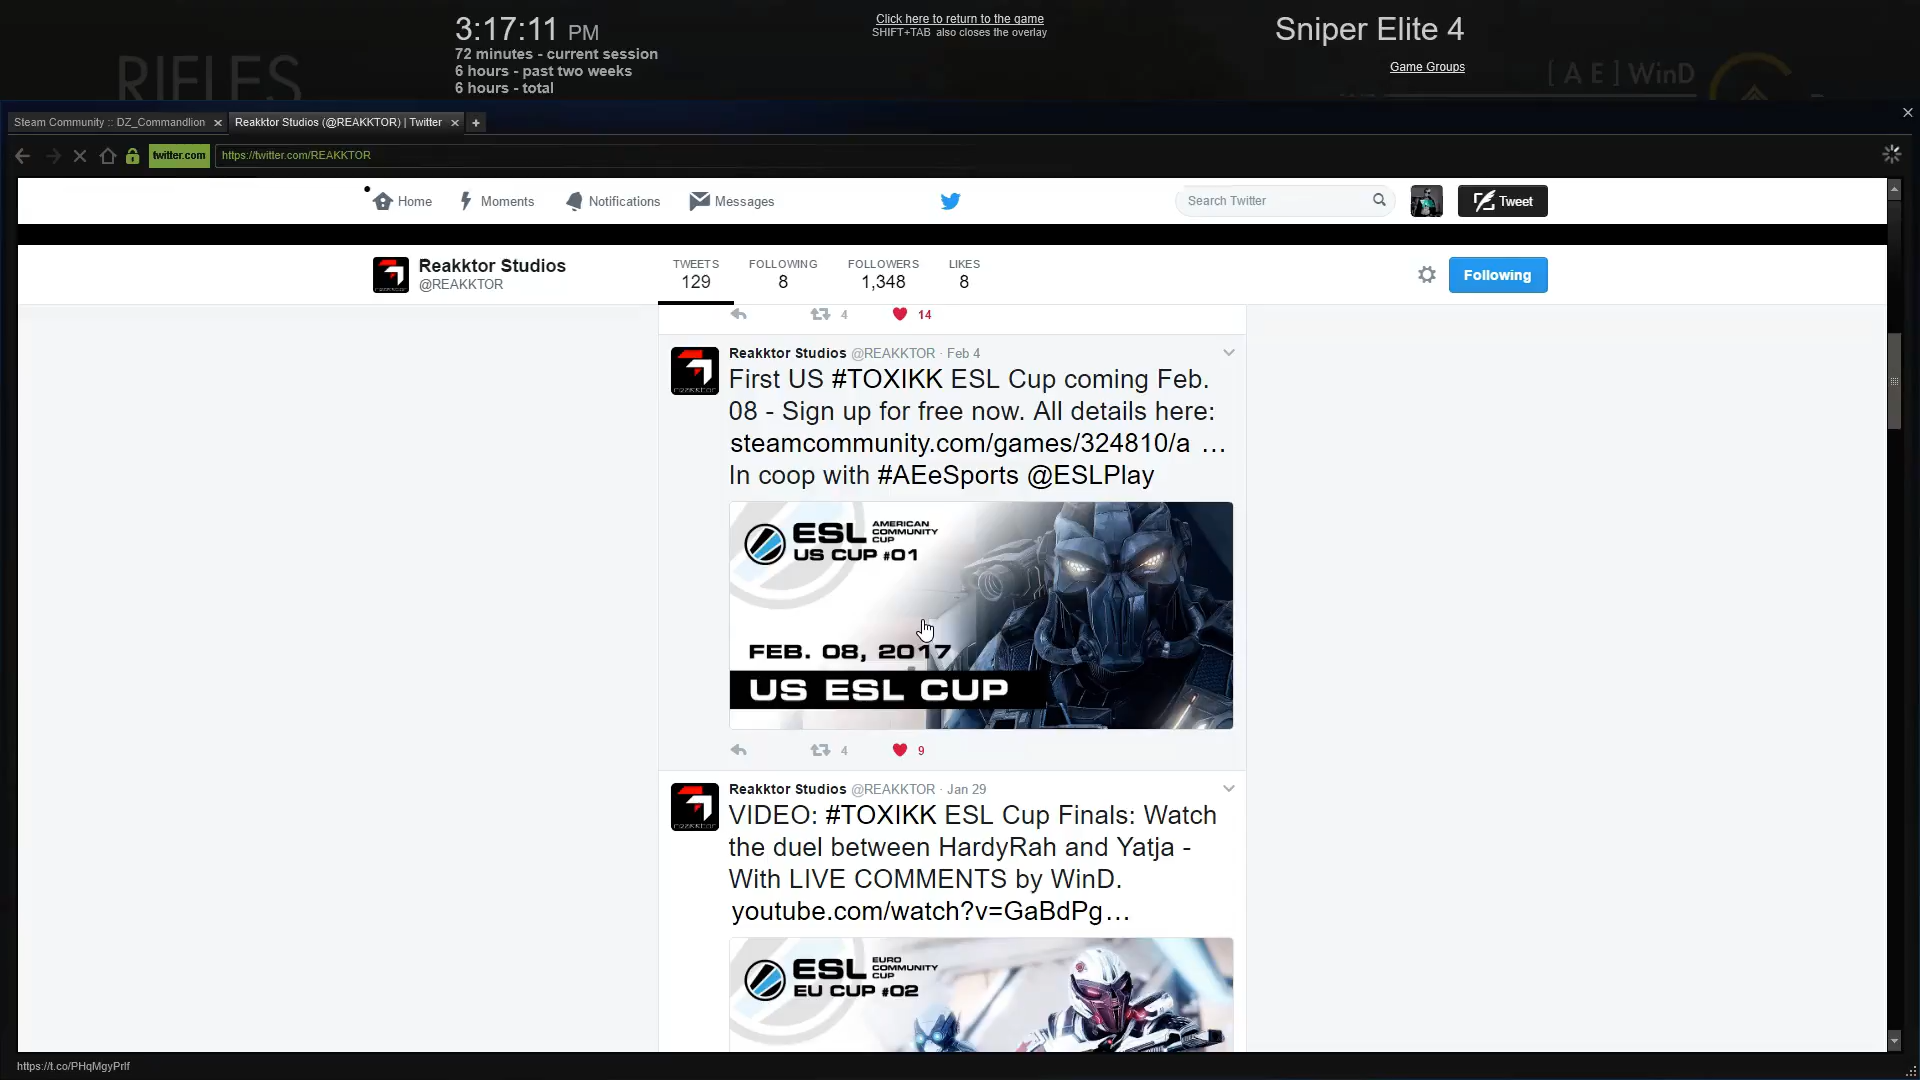 3:17:11 PM
72 minutes - current session
6 hours - past two weeks
6 hours - total
Click here to return to the game
SHIFT+TAB also closes the overlay
Sniper Elite 4
Game Groups
RIFLES
[ A E ] WinD
Steam Community :: DZ_Commandlion
Reakktor Studios (@REAKKTOR) | Twitter
twitter.com
https://twitter.com/REAKKTOR
Home
Moments
Notifications
Messages
Search Twitter
Tweet
Reakktor Studios
@REAKKTOR
TWEETS
129
FOLLOWING
8
FOLLOWERS
1,348
LIKES
8
Following
4
14
Reakktor Studios @REAKKTOR · Feb 4
First US #TOXIKK ESL Cup coming Feb.
08 - Sign up for free now. All details here:
steamcommunity.com/games/324810/a …
In coop with #AEeSports @ESLPlay
ESL
AMERICAN
COMMUNITY
CUP
US CUP #01
FEB. 08, 2017
US ESL CUP
4
9
Reakktor Studios @REAKKTOR · Jan 29
VIDEO: #TOXIKK ESL Cup Finals: Watch
the duel between HardyRah and Yatja -
With LIVE COMMENTS by WinD.
youtube.com/watch?v=GaBdPg…
ESL
EURO
COMMUNITY
CUP
EU CUP #02